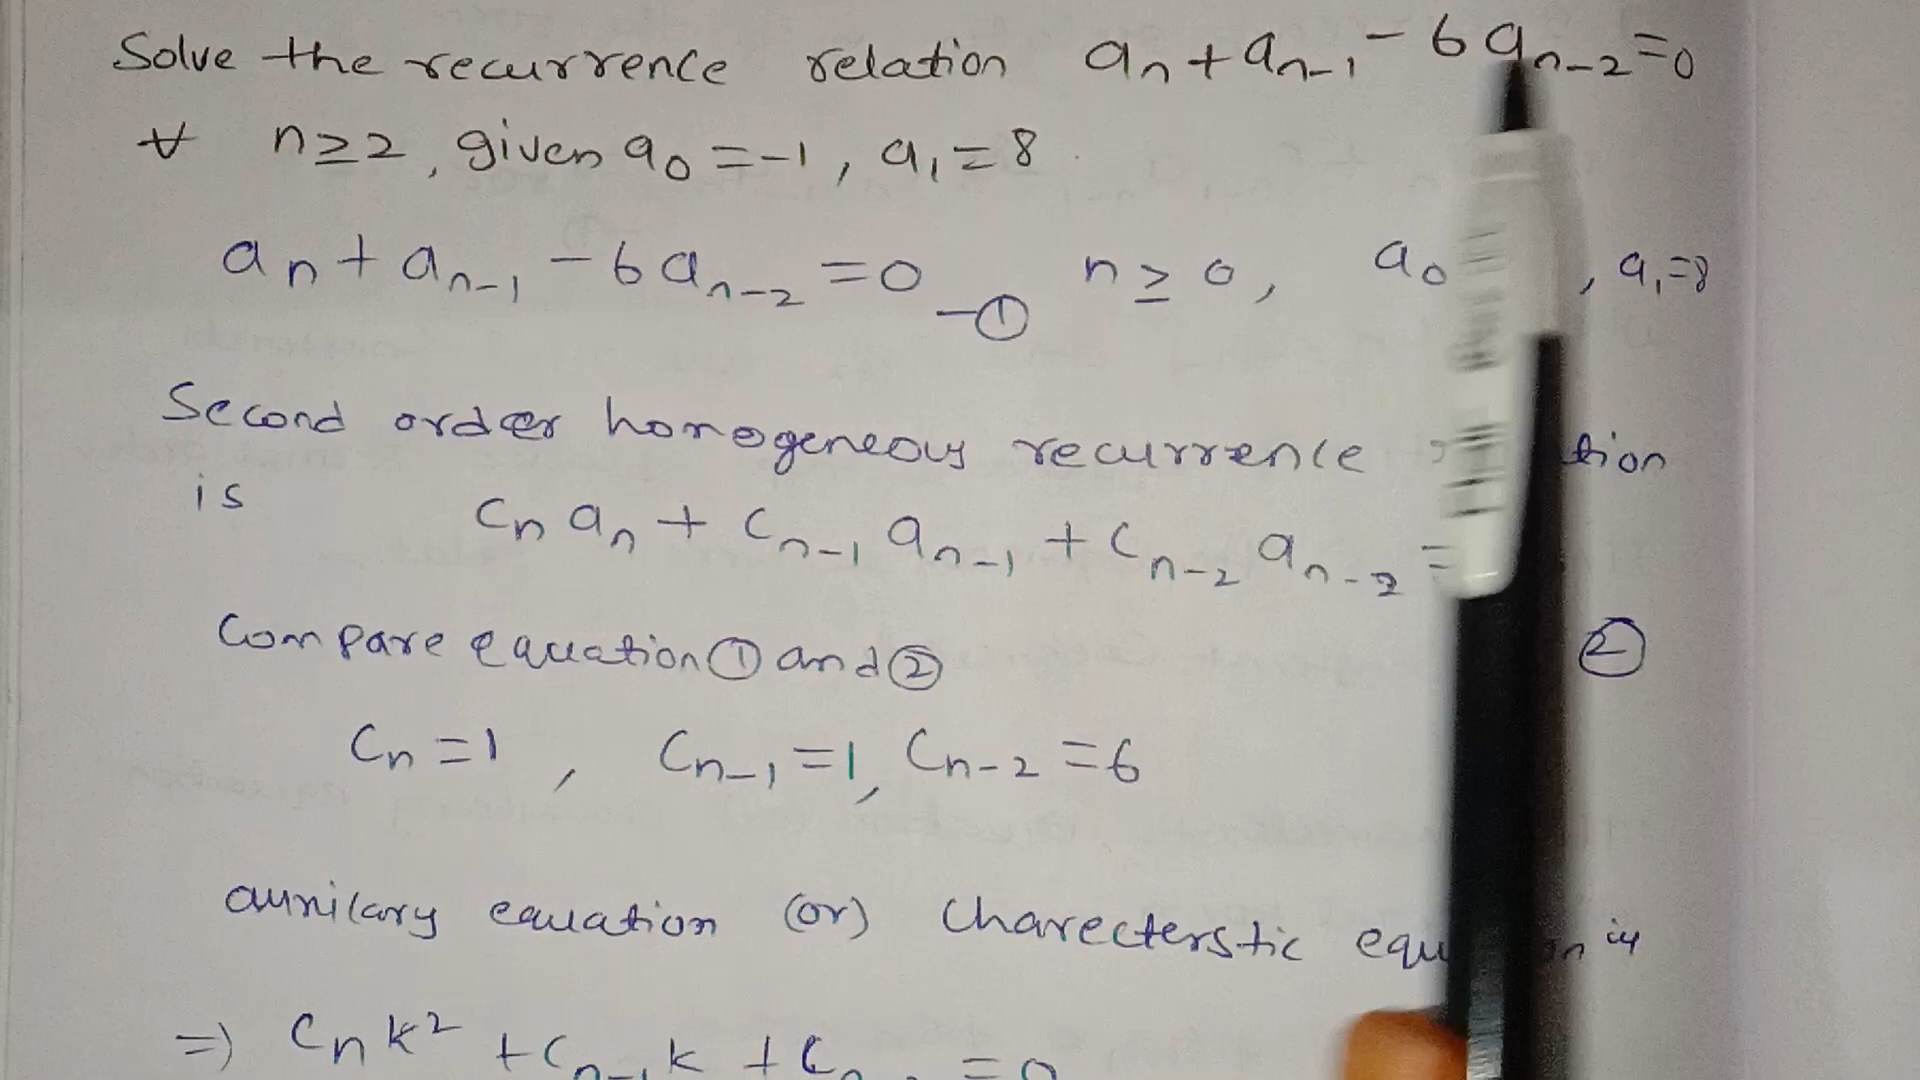 Solve the recurrence relation aₙ + aₙ₋₁ - 6aₙ₋₂ = 0
∀ n ≥ 2, given a₀ = -1, a₁ = 8
aₙ + aₙ₋₁ - 6aₙ₋₂ = 0 —① n ≥ 0, a₀ , a₁ = 8
Second order homogeneous recurrence
is Cₙ aₙ + Cₙ₋₁ aₙ₋₁ + Cₙ₋₂ aₙ₋₂ =
Compare equation ① and ② ②
Cₙ = 1, Cₙ₋₁ = 1, Cₙ₋₂ = 6
auxilary equation (or) charecterstic is
⇒ Cₙ k² + Cₙ₋₁ k + C = 0